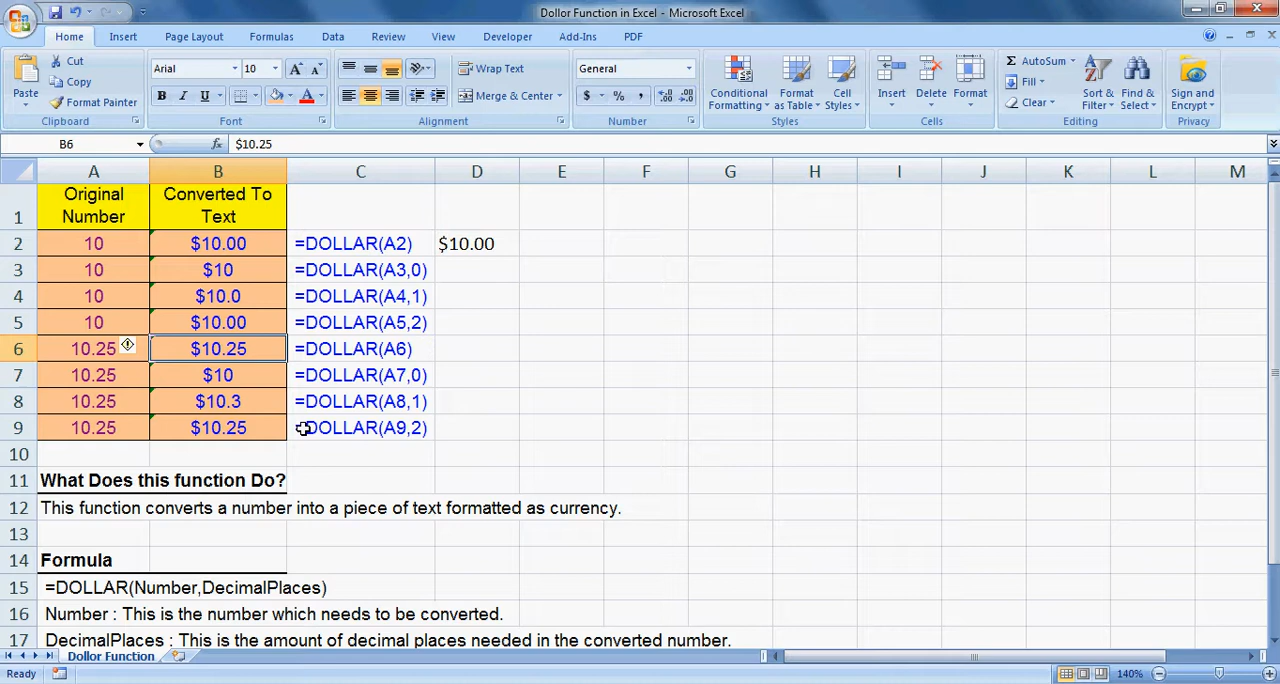 Dollor Function in Excel - Microsoft Excel
Home Insert Page Layout Formulas Data Review View Developer Add-Ins PDF
Paste
Cut
Copy
Format Painter
Clipboard
Arial 10
A A
B I U A
Font
Wrap Text
Merge & Center
Alignment
General
$ % ,
Number
Conditional Formatting
Format as Table
Cell Styles
Styles
Insert Delete Format
Cells
Σ AutoSum
Fill
Clear
Sort & Filter
Find & Select
Editing
Sign and Encrypt
Privacy
B6 fx $10.25
A B C D E F G H I J K L M
1 Original Number Converted To Text
2 10 $10.00 =DOLLAR(A2) $10.00
3 10 $10 =DOLLAR(A3,0)
4 10 $10.0 =DOLLAR(A4,1)
5 10 $10.00 =DOLLAR(A5,2)
6 10.25 $10.25 =DOLLAR(A6)
7 10.25 $10 =DOLLAR(A7,0)
8 10.25 $10.3 =DOLLAR(A8,1)
9 10.25 $10.25 =DOLLAR(A9,2)
10
11 What Does this function Do?
12 This function converts a number into a piece of text formatted as currency.
13
14 Formula
15 =DOLLAR(Number,DecimalPlaces)
16 Number : This is the number which needs to be converted.
17 DecimalPlaces : This is the amount of decimal places needed in the converted number.
Dollor Function
Ready 140%